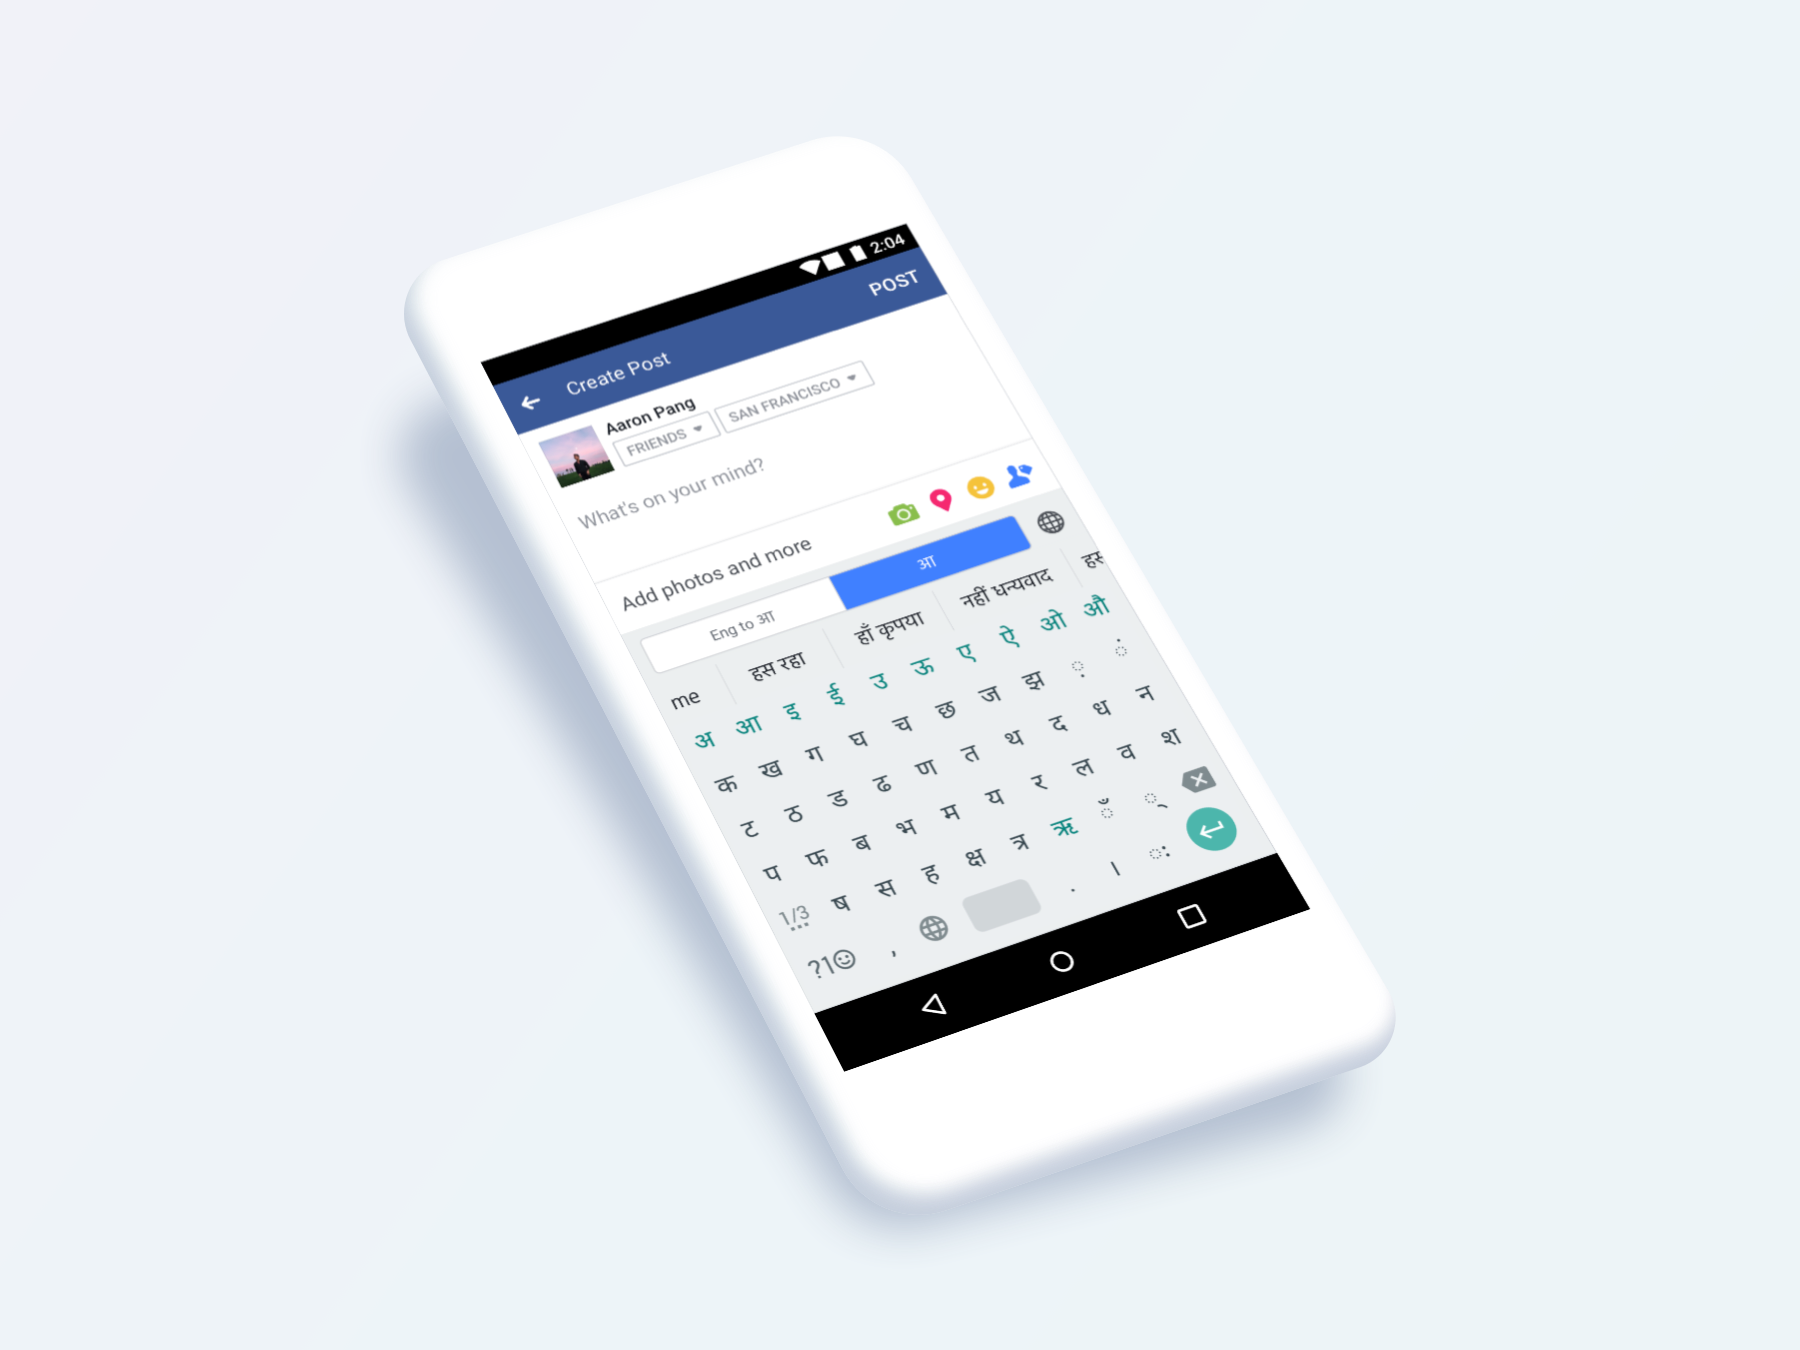 2:04
Create Post
POST
Aaron Pang
FRIENDS
SAN FRANCISCO
What's on your mind?
Add photos and more
Eng to आ
आ
me
हस रहा
हाँ कृपया
नहीं धन्यवाद
अ आ इ ई उ ऊ ए ऐ ओ औ
क ख ग घ च छ ज झ ़ ं
ट ठ ड ढ ण त थ द ध न
प फ ब भ म य र ल व श
1/3 ष स ह क्ष त्र ऋ ँ ्
?1 , . । ः